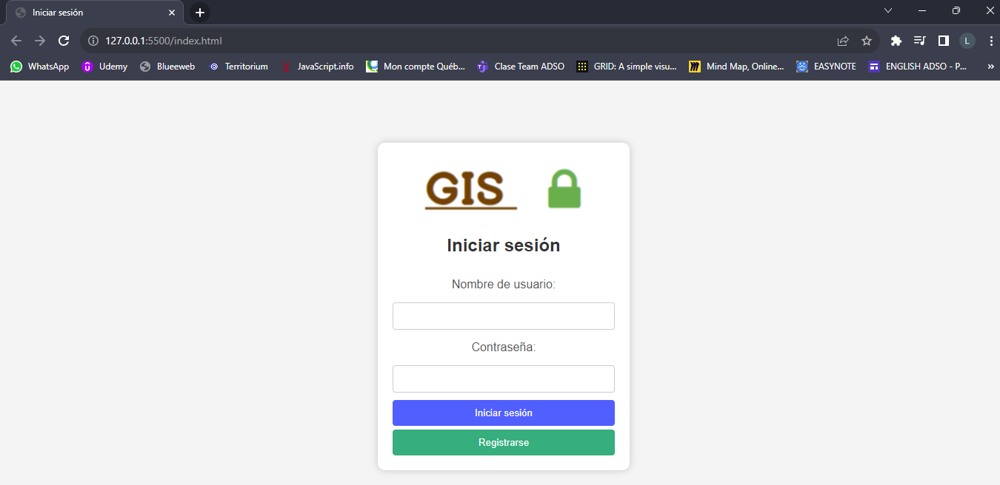 Iniciar sesión
127.0.0.1:5500/index.html
L
WhatsApp Udemy Blueeweb Territorium JavaScript.info Mon compte Québ... Clase Team ADSO GRID: A simple visu... Mind Map, Online... EASYNOTE ENGLISH ADSO - P... »
GIS
Iniciar sesión
Nombre de usuario:
Contraseña:
Iniciar sesión
Registrarse